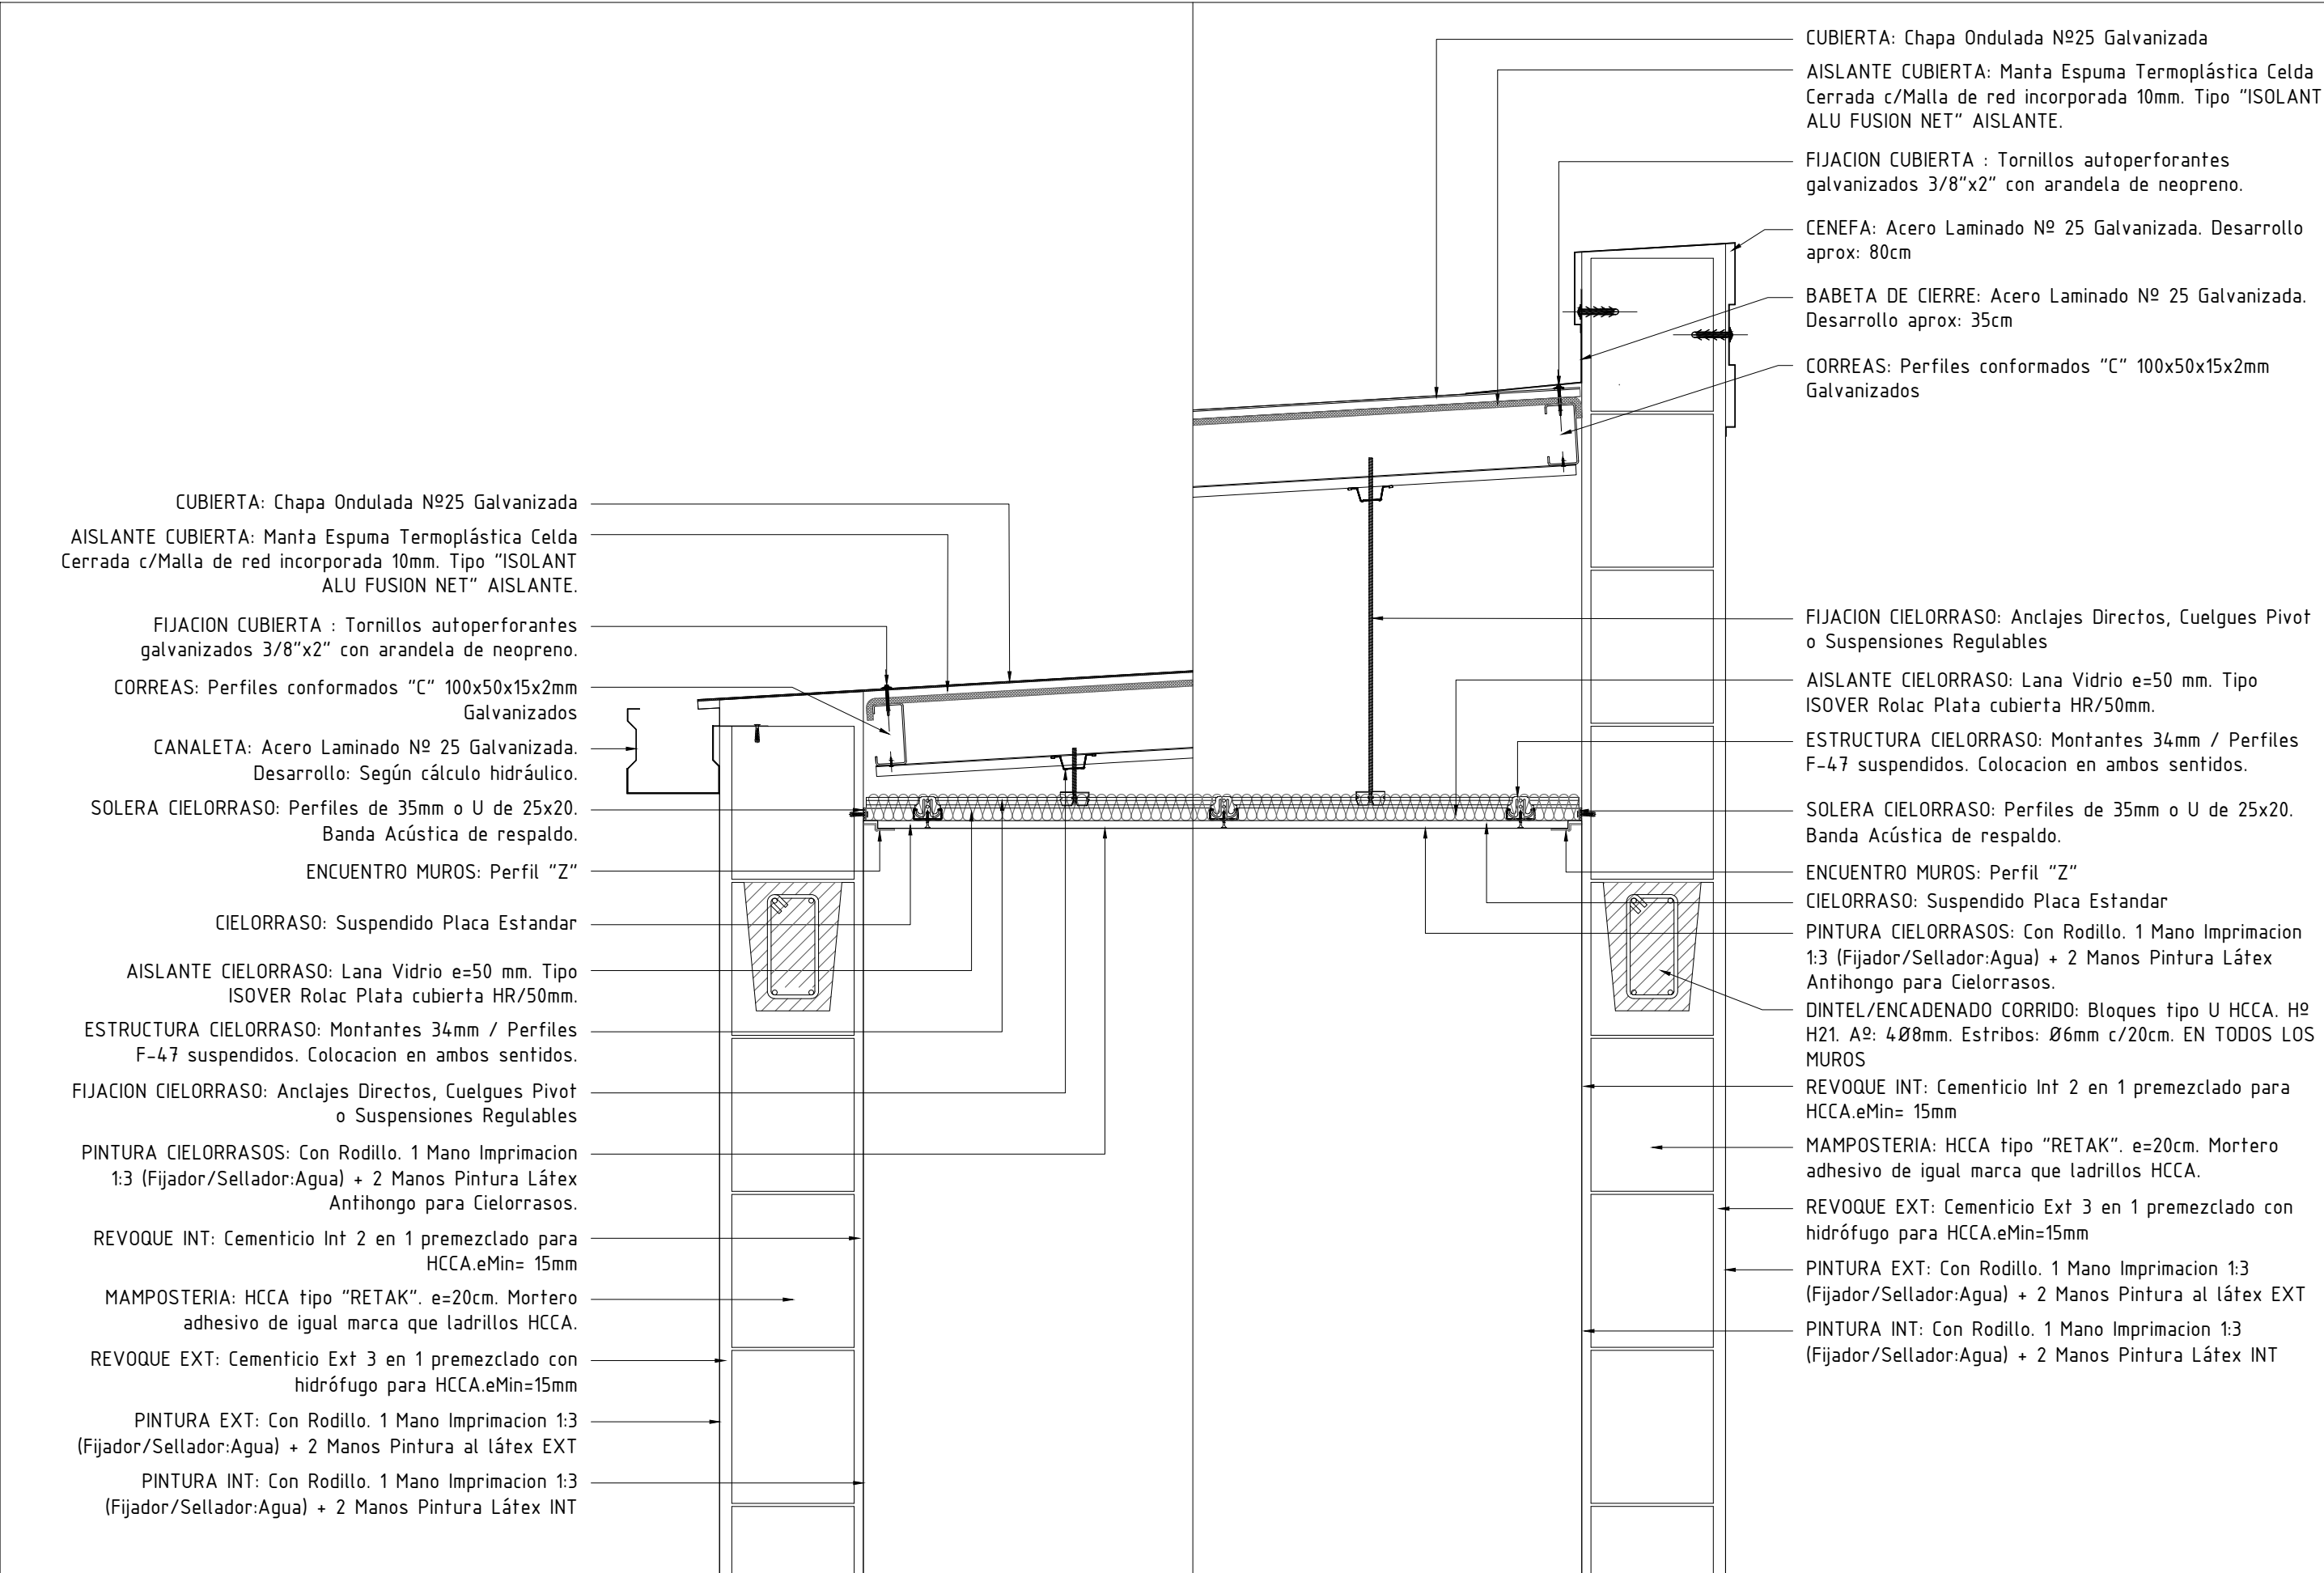 CUBIERTA: Chapa Ondulada Nº25 Galvanizada
AISLANTE CUBIERTA: Manta Espuma Termoplástica Celda
Cerrada c/Malla de red incorporada 10mm. Tipo "ISOLANT
ALU FUSION NET" AISLANTE.
FIJACION CUBIERTA : Tornillos autoperforantes
galvanizados 3/8"x2" con arandela de neopreno.
CORREAS: Perfiles conformados "C" 100x50x15x2mm
Galvanizados
CANALETA: Acero Laminado Nº 25 Galvanizada.
Desarrollo: Según cálculo hidráulico.
SOLERA CIELORRASO: Perfiles de 35mm o U de 25x20.
Banda Acústica de respaldo.
ENCUENTRO MUROS: Perfil "Z"
CIELORRASO: Suspendido Placa Estandar
AISLANTE CIELORRASO: Lana Vidrio e=50 mm. Tipo
ISOVER Rolac Plata cubierta HR/50mm.
ESTRUCTURA CIELORRASO: Montantes 34mm / Perfiles
F-47 suspendidos. Colocacion en ambos sentidos.
FIJACION CIELORRASO: Anclajes Directos, Cuelgues Pivot
o Suspensiones Regulables
PINTURA CIELORRASOS: Con Rodillo. 1 Mano Imprimacion
1:3 (Fijador/Sellador:Agua) + 2 Manos Pintura Látex
Antihongo para Cielorrasos.
REVOQUE INT: Cementicio Int 2 en 1 premezclado para
HCCA.eMin= 15mm
MAMPOSTERIA: HCCA tipo "RETAK". e=20cm. Mortero
adhesivo de igual marca que ladrillos HCCA.
REVOQUE EXT: Cementicio Ext 3 en 1 premezclado con
hidrófugo para HCCA.eMin=15mm
PINTURA EXT: Con Rodillo. 1 Mano Imprimacion 1:3
(Fijador/Sellador:Agua) + 2 Manos Pintura al látex EXT
PINTURA INT: Con Rodillo. 1 Mano Imprimacion 1:3
(Fijador/Sellador:Agua) + 2 Manos Pintura Látex INT
CUBIERTA: Chapa Ondulada Nº25 Galvanizada
AISLANTE CUBIERTA: Manta Espuma Termoplástica Celda
Cerrada c/Malla de red incorporada 10mm. Tipo "ISOLANT
ALU FUSION NET" AISLANTE.
FIJACION CUBIERTA : Tornillos autoperforantes
galvanizados 3/8"x2" con arandela de neopreno.
CENEFA: Acero Laminado Nº 25 Galvanizada. Desarrollo
aprox: 80cm
BABETA DE CIERRE: Acero Laminado Nº 25 Galvanizada.
Desarrollo aprox: 35cm
CORREAS: Perfiles conformados "C" 100x50x15x2mm
Galvanizados
FIJACION CIELORRASO: Anclajes Directos, Cuelgues Pivot
o Suspensiones Regulables
AISLANTE CIELORRASO: Lana Vidrio e=50 mm. Tipo
ISOVER Rolac Plata cubierta HR/50mm.
ESTRUCTURA CIELORRASO: Montantes 34mm / Perfiles
F-47 suspendidos. Colocacion en ambos sentidos.
SOLERA CIELORRASO: Perfiles de 35mm o U de 25x20.
Banda Acústica de respaldo.
ENCUENTRO MUROS: Perfil "Z"
CIELORRASO: Suspendido Placa Estandar
PINTURA CIELORRASOS: Con Rodillo. 1 Mano Imprimacion
1:3 (Fijador/Sellador:Agua) + 2 Manos Pintura Látex
Antihongo para Cielorrasos.
DINTEL/ENCADENADO CORRIDO: Bloques tipo U HCCA. Hº
H21. Aº: 4Ø8mm. Estribos: Ø6mm c/20cm. EN TODOS LOS
MUROS
REVOQUE INT: Cementicio Int 2 en 1 premezclado para
HCCA.eMin= 15mm
MAMPOSTERIA: HCCA tipo "RETAK". e=20cm. Mortero
adhesivo de igual marca que ladrillos HCCA.
REVOQUE EXT: Cementicio Ext 3 en 1 premezclado con
hidrófugo para HCCA.eMin=15mm
PINTURA EXT: Con Rodillo. 1 Mano Imprimacion 1:3
(Fijador/Sellador:Agua) + 2 Manos Pintura al látex EXT
PINTURA INT: Con Rodillo. 1 Mano Imprimacion 1:3
(Fijador/Sellador:Agua) + 2 Manos Pintura Látex INT